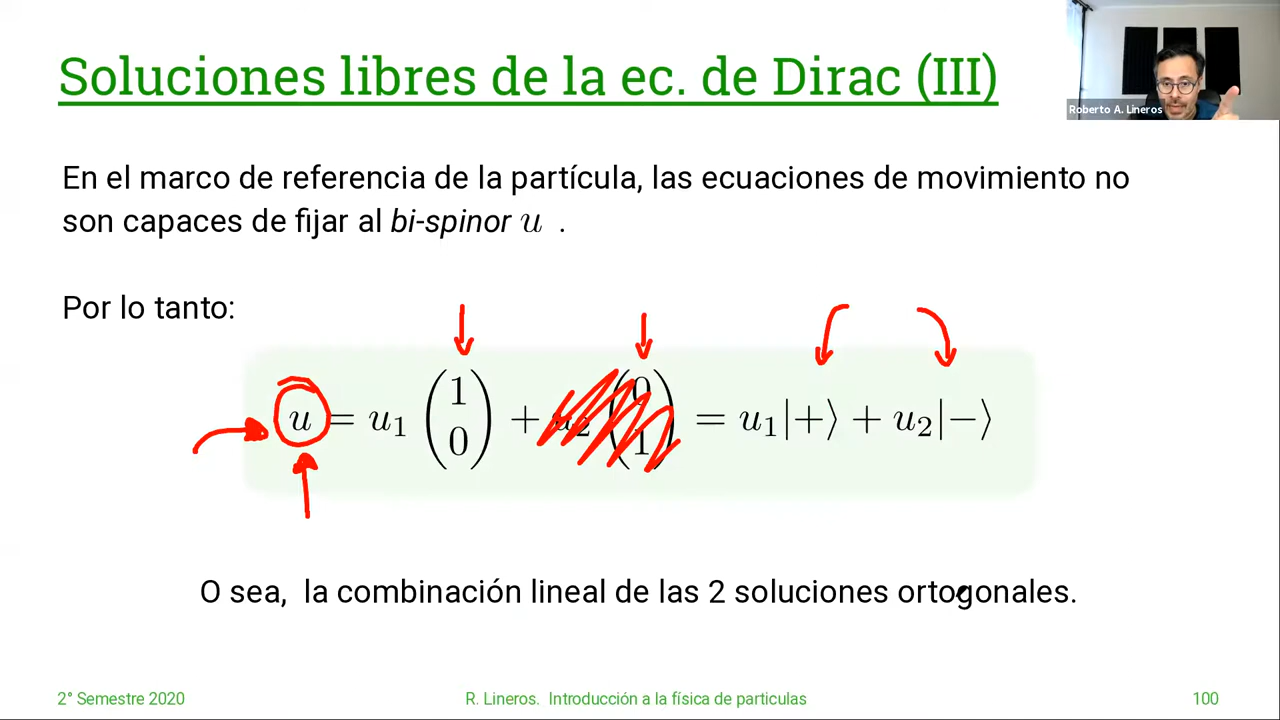 Soluciones libres de la ec. de Dirac (III)
Roberto A. Lineros
En el marco de referencia de la partícula, las ecuaciones de movimiento no
son capaces de fijar al bi-spinor u .
Por lo tanto:
u = u₁ (1 0) + u₂ (0 1) = u₁|+⟩ + u₂|−⟩
O sea, la combinación lineal de las 2 soluciones ortogonales.
2° Semestre 2020
R. Lineros. Introducción a la física de particulas
100